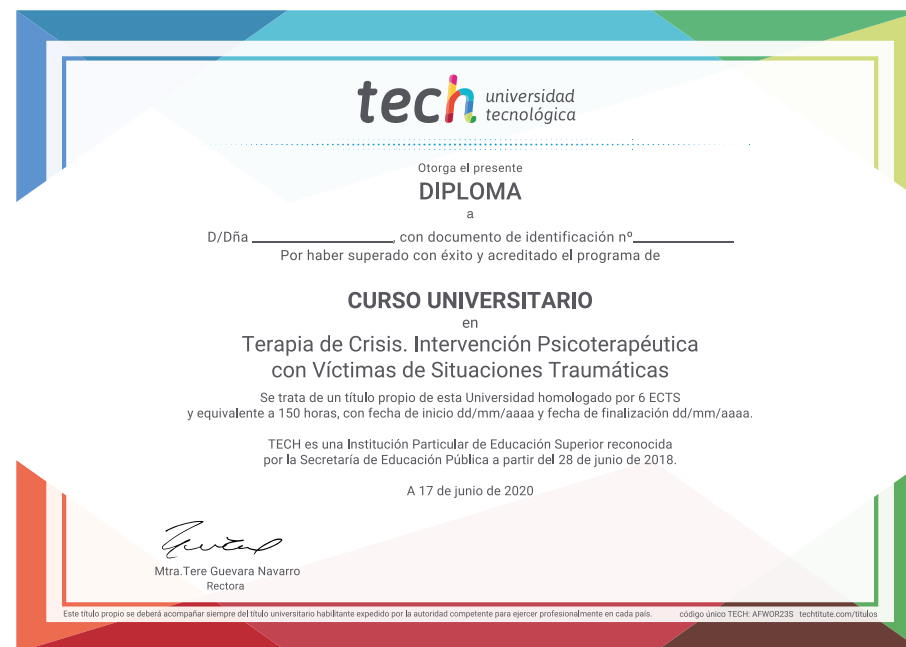 tech universidad
tecnológica
Otorga el presente
DIPLOMA
a
D/Dña ____________________, con documento de identificación nº______________
Por haber superado con éxito y acreditado el programa de
CURSO UNIVERSITARIO
en
Terapia de Crisis. Intervención Psicoterapéutica
con Víctimas de Situaciones Traumáticas
Se trata de un título propio de esta Universidad homologado por 6 ECTS
y equivalente a 150 horas, con fecha de inicio dd/mm/aaaa y fecha de finalización dd/mm/aaaa.
TECH es una Institución Particular de Educación Superior reconocida
por la Secretaría de Educación Pública a partir del 28 de junio de 2018.
A 17 de junio de 2020
Mtra.Tere Guevara Navarro
Rectora
Este título propio se deberá acompañar siempre del título universitario habilitante expedido por la autoridad competente para ejercer profesionalmente en cada país. código único TECH: AFWOR23S techtitute.com/títulos